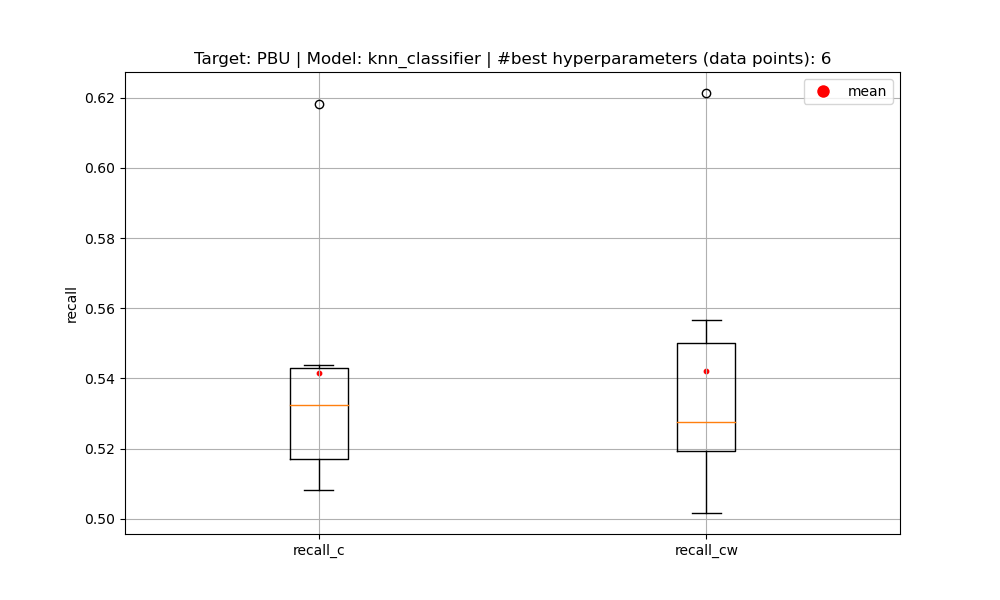 Target: PBU | Model: knn_classifier | #best hyperparameters (data points): 6
mean
0.62
0.60
0.58
0.56
0.54
0.52
0.50
recall
recall_c
recall_cw